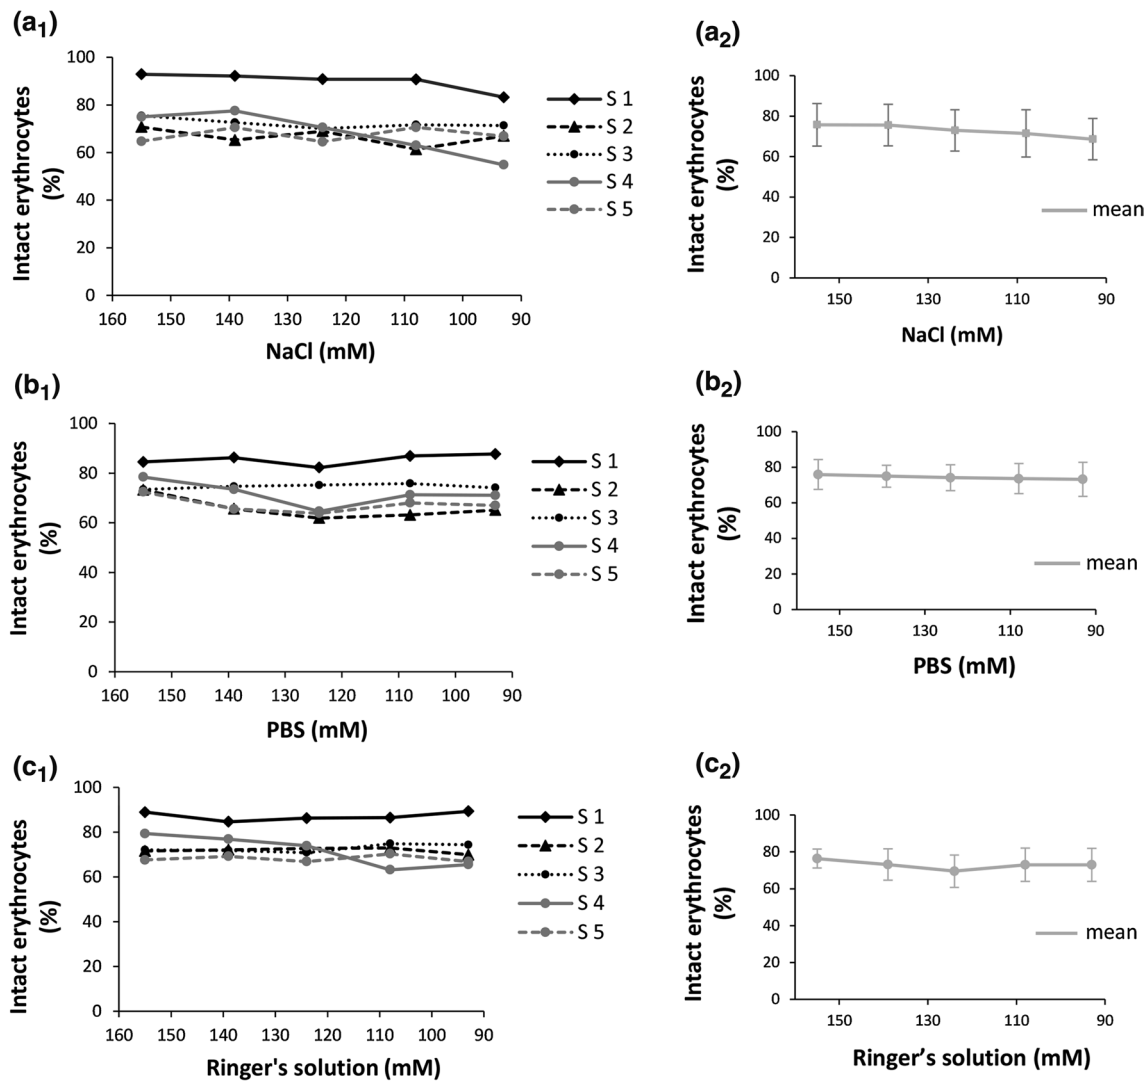 (a1)
100
80
60
40
20
0
Intact erythrocytes
(%)
160 150 140 130 120 110 100 90
NaCl (mM)
S 1
S 2
S 3
S 4
S 5
(a2)
100
80
60
40
20
0
Intact erythrocytes
(%)
mean
150 130 110 90
NaCl (mM)
(b1)
100
80
60
40
20
0
Intact erythrocytes
(%)
160 150 140 130 120 110 100 90
PBS (mM)
S 1
S 2
S 3
S 4
S 5
(b2)
100
80
60
40
20
0
Intact erythrocytes
(%)
mean
150 130 110 90
PBS (mM)
(c1)
100
80
60
40
20
0
Intact erythrocytes
(%)
160 150 140 130 120 110 100 90
Ringer's solution (mM)
S 1
S 2
S 3
S 4
S 5
(c2)
100
80
60
40
20
0
Intact erythrocytes
(%)
mean
150 130 110 90
Ringer’s solution (mM)